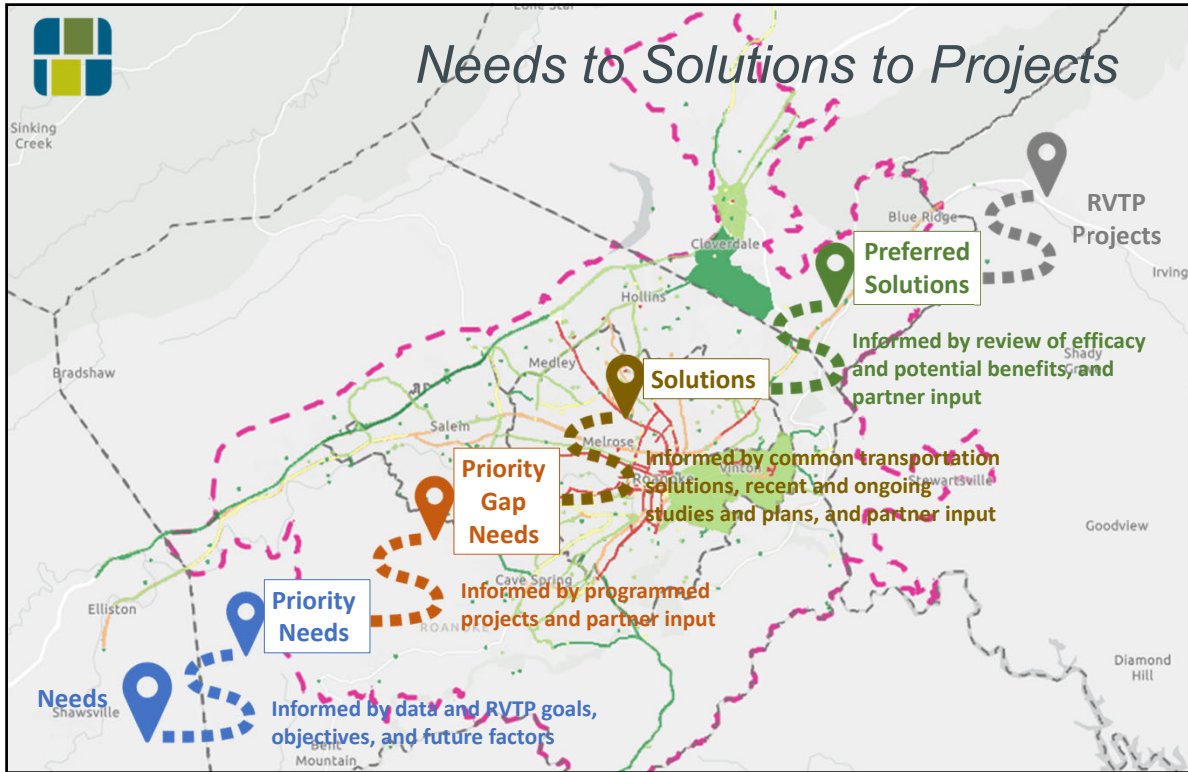 Needs to Solutions to Projects
Sinking
Creek
Blue Ridge
RVTP
Projects
Cloverdale
Preferred
Solutions
Irving
Hollins
Informed by review of efficacy
and potential benefits, and
partner input
Shady
Bradshaw
Medley
Solutions
Salem
Melrose
Priority
Gap
Needs
Informed by common transportation
solutions, recent and ongoing
studies and plans, and partner input
Roanoke
Vinton
Stewartsville
Goodview
Cave Spring
Elliston
Priority
Needs
Informed by programmed
projects and partner input
ROANOKE
Diamond
Hill
Needs
Shawsville
Informed by data and RVTP goals,
objectives, and future factors
Bent
Mountain